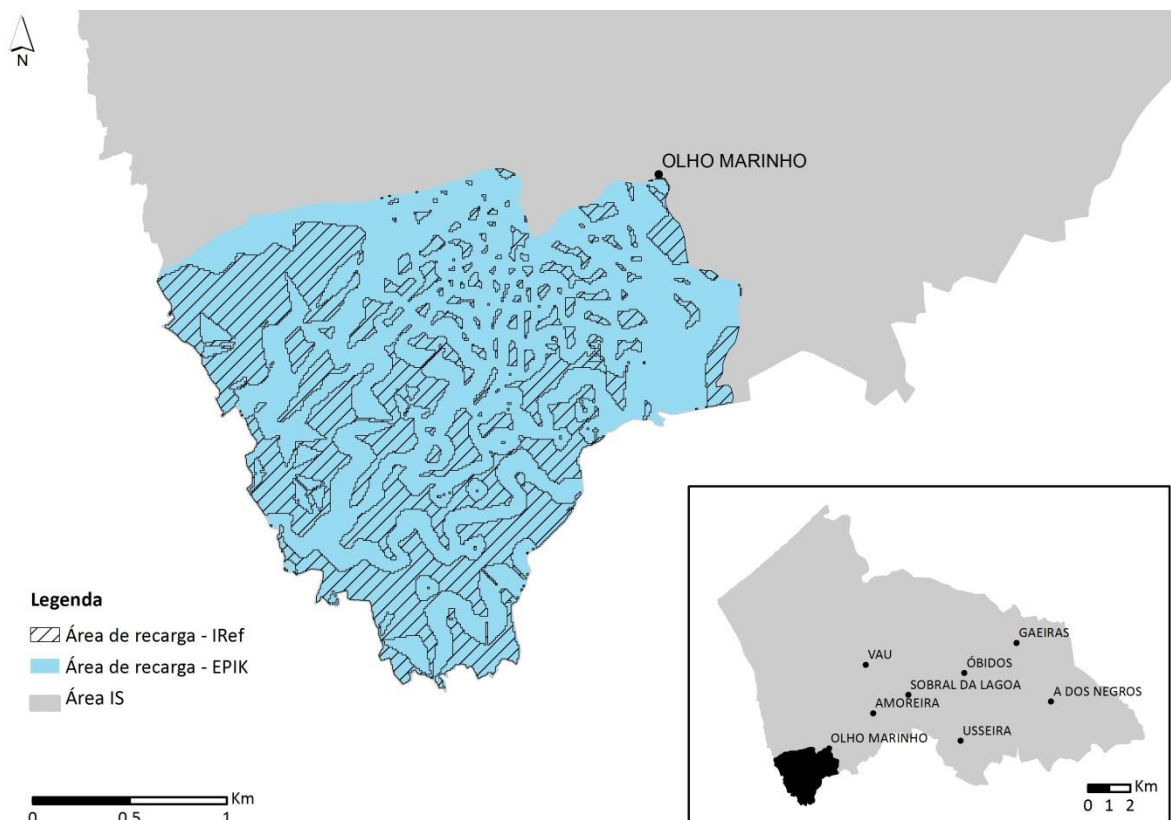 N
OLHO MARINHO
Legenda
Área de recarga - IRef
Área de recarga - EPIK
Área IS
Km
0 0.5 1
GAEIRAS
VAU
ÓBIDOS
SOBRAL DA LAGOA
A DOS NEGROS
AMOREIRA
USSEIRA
OLHO MARINHO
Km
0 1 2